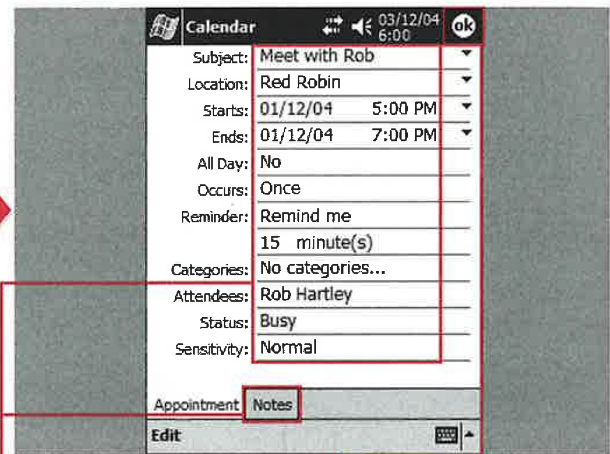 Calendar 03/12/04 6:00 ok
Subject: Meet with Rob
Location: Red Robin
Starts: 01/12/04 5:00 PM
Ends: 01/12/04 7:00 PM
All Day: No
Occurs: Once
Reminder: Remind me
15 minute(s)
Categories: No categories...
Attendees: Rob Hartley
Status: Busy
Sensitivity: Normal
Appointment Notes
Edit